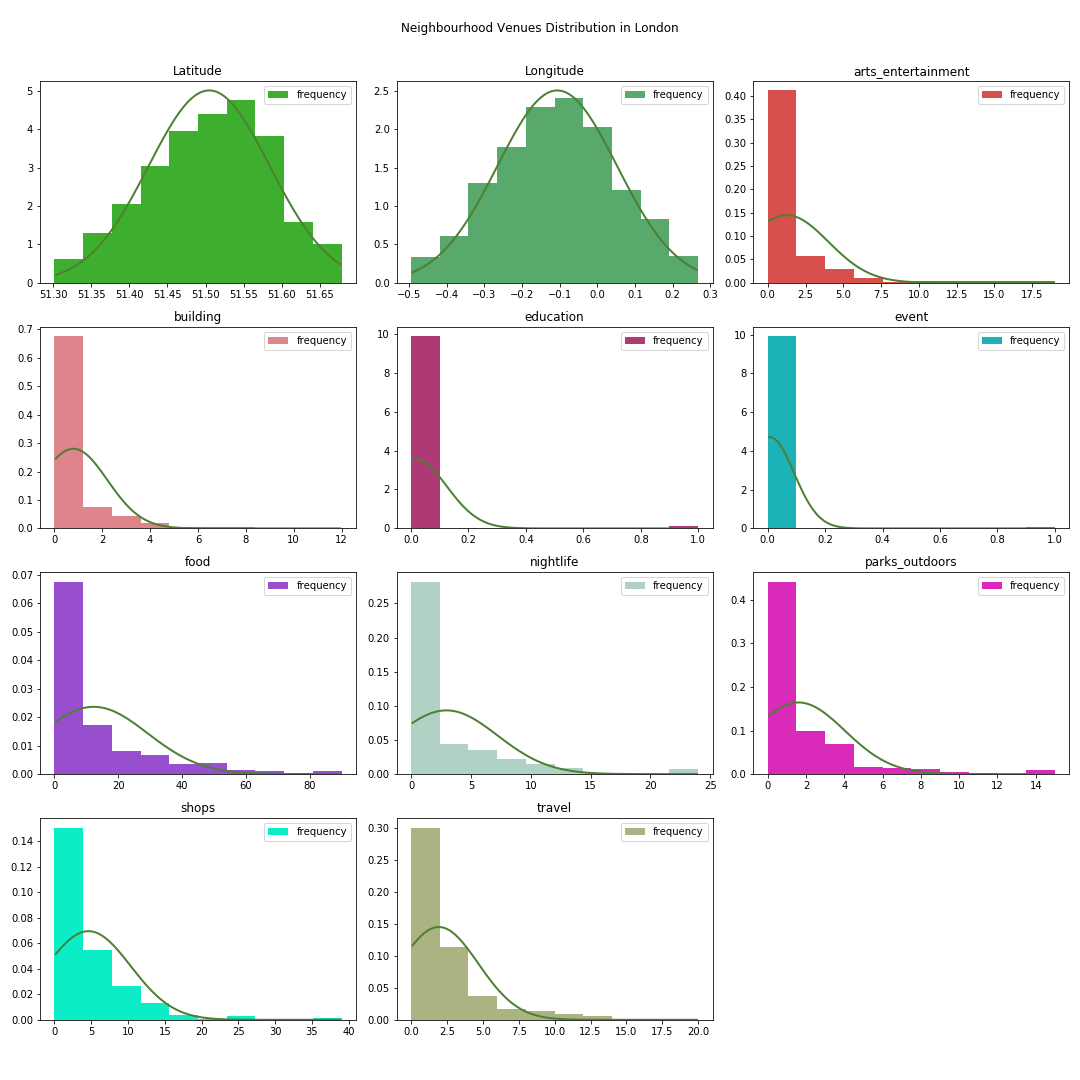 Neighbourhood Venues Distribution in London
Latitude
frequency
5
4
3
2
1
0
51.30 51.35 51.40 51.45 51.50 51.55 51.60 51.65
Longitude
frequency
2.5
2.0
1.5
1.0
0.5
0.0
−0.5 −0.4 −0.3 −0.2 −0.1 0.0 0.1 0.2 0.3
arts_entertainment
frequency
0.40
0.35
0.30
0.25
0.20
0.15
0.10
0.05
0.00
0.0 2.5 5.0 7.5 10.0 12.5 15.0 17.5
building
frequency
0.7
0.6
0.5
0.4
0.3
0.2
0.1
0.0
0 2 4 6 8 10 12
education
frequency
10
8
6
4
2
0
0.0 0.2 0.4 0.6 0.8 1.0
event
frequency
10
8
6
4
2
0
0.0 0.2 0.4 0.6 0.8 1.0
food
frequency
0.07
0.06
0.05
0.04
0.03
0.02
0.01
0.00
0 20 40 60 80
nightlife
frequency
0.25
0.20
0.15
0.10
0.05
0.00
0 5 10 15 20 25
parks_outdoors
frequency
0.4
0.3
0.2
0.1
0.0
0 2 4 6 8 10 12 14
shops
frequency
0.14
0.12
0.10
0.08
0.06
0.04
0.02
0.00
0 5 10 15 20 25 30 35 40
travel
frequency
0.30
0.25
0.20
0.15
0.10
0.05
0.00
0.0 2.5 5.0 7.5 10.0 12.5 15.0 17.5 20.0